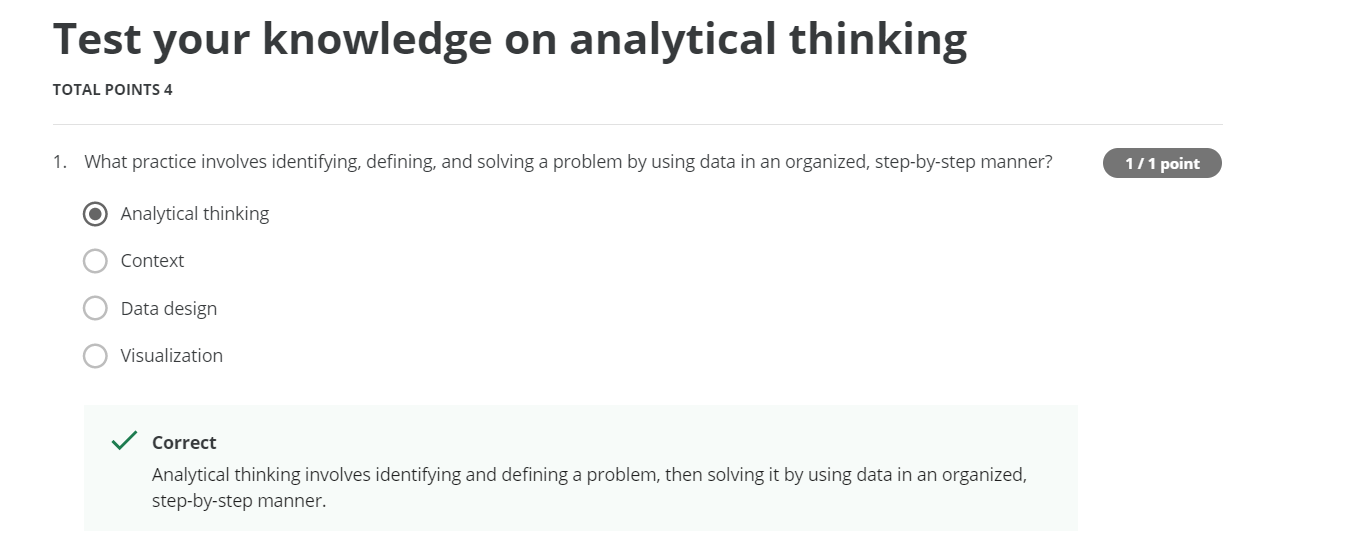 Test your knowledge on analytical thinking
TOTAL POINTS 4
1. What practice involves identifying, defining, and solving a problem by using data in an organized, step-by-step manner?
1 / 1 point
Analytical thinking
Context
Data design
Visualization
Correct
Analytical thinking involves identifying and defining a problem, then solving it by using data in an organized,
step-by-step manner.